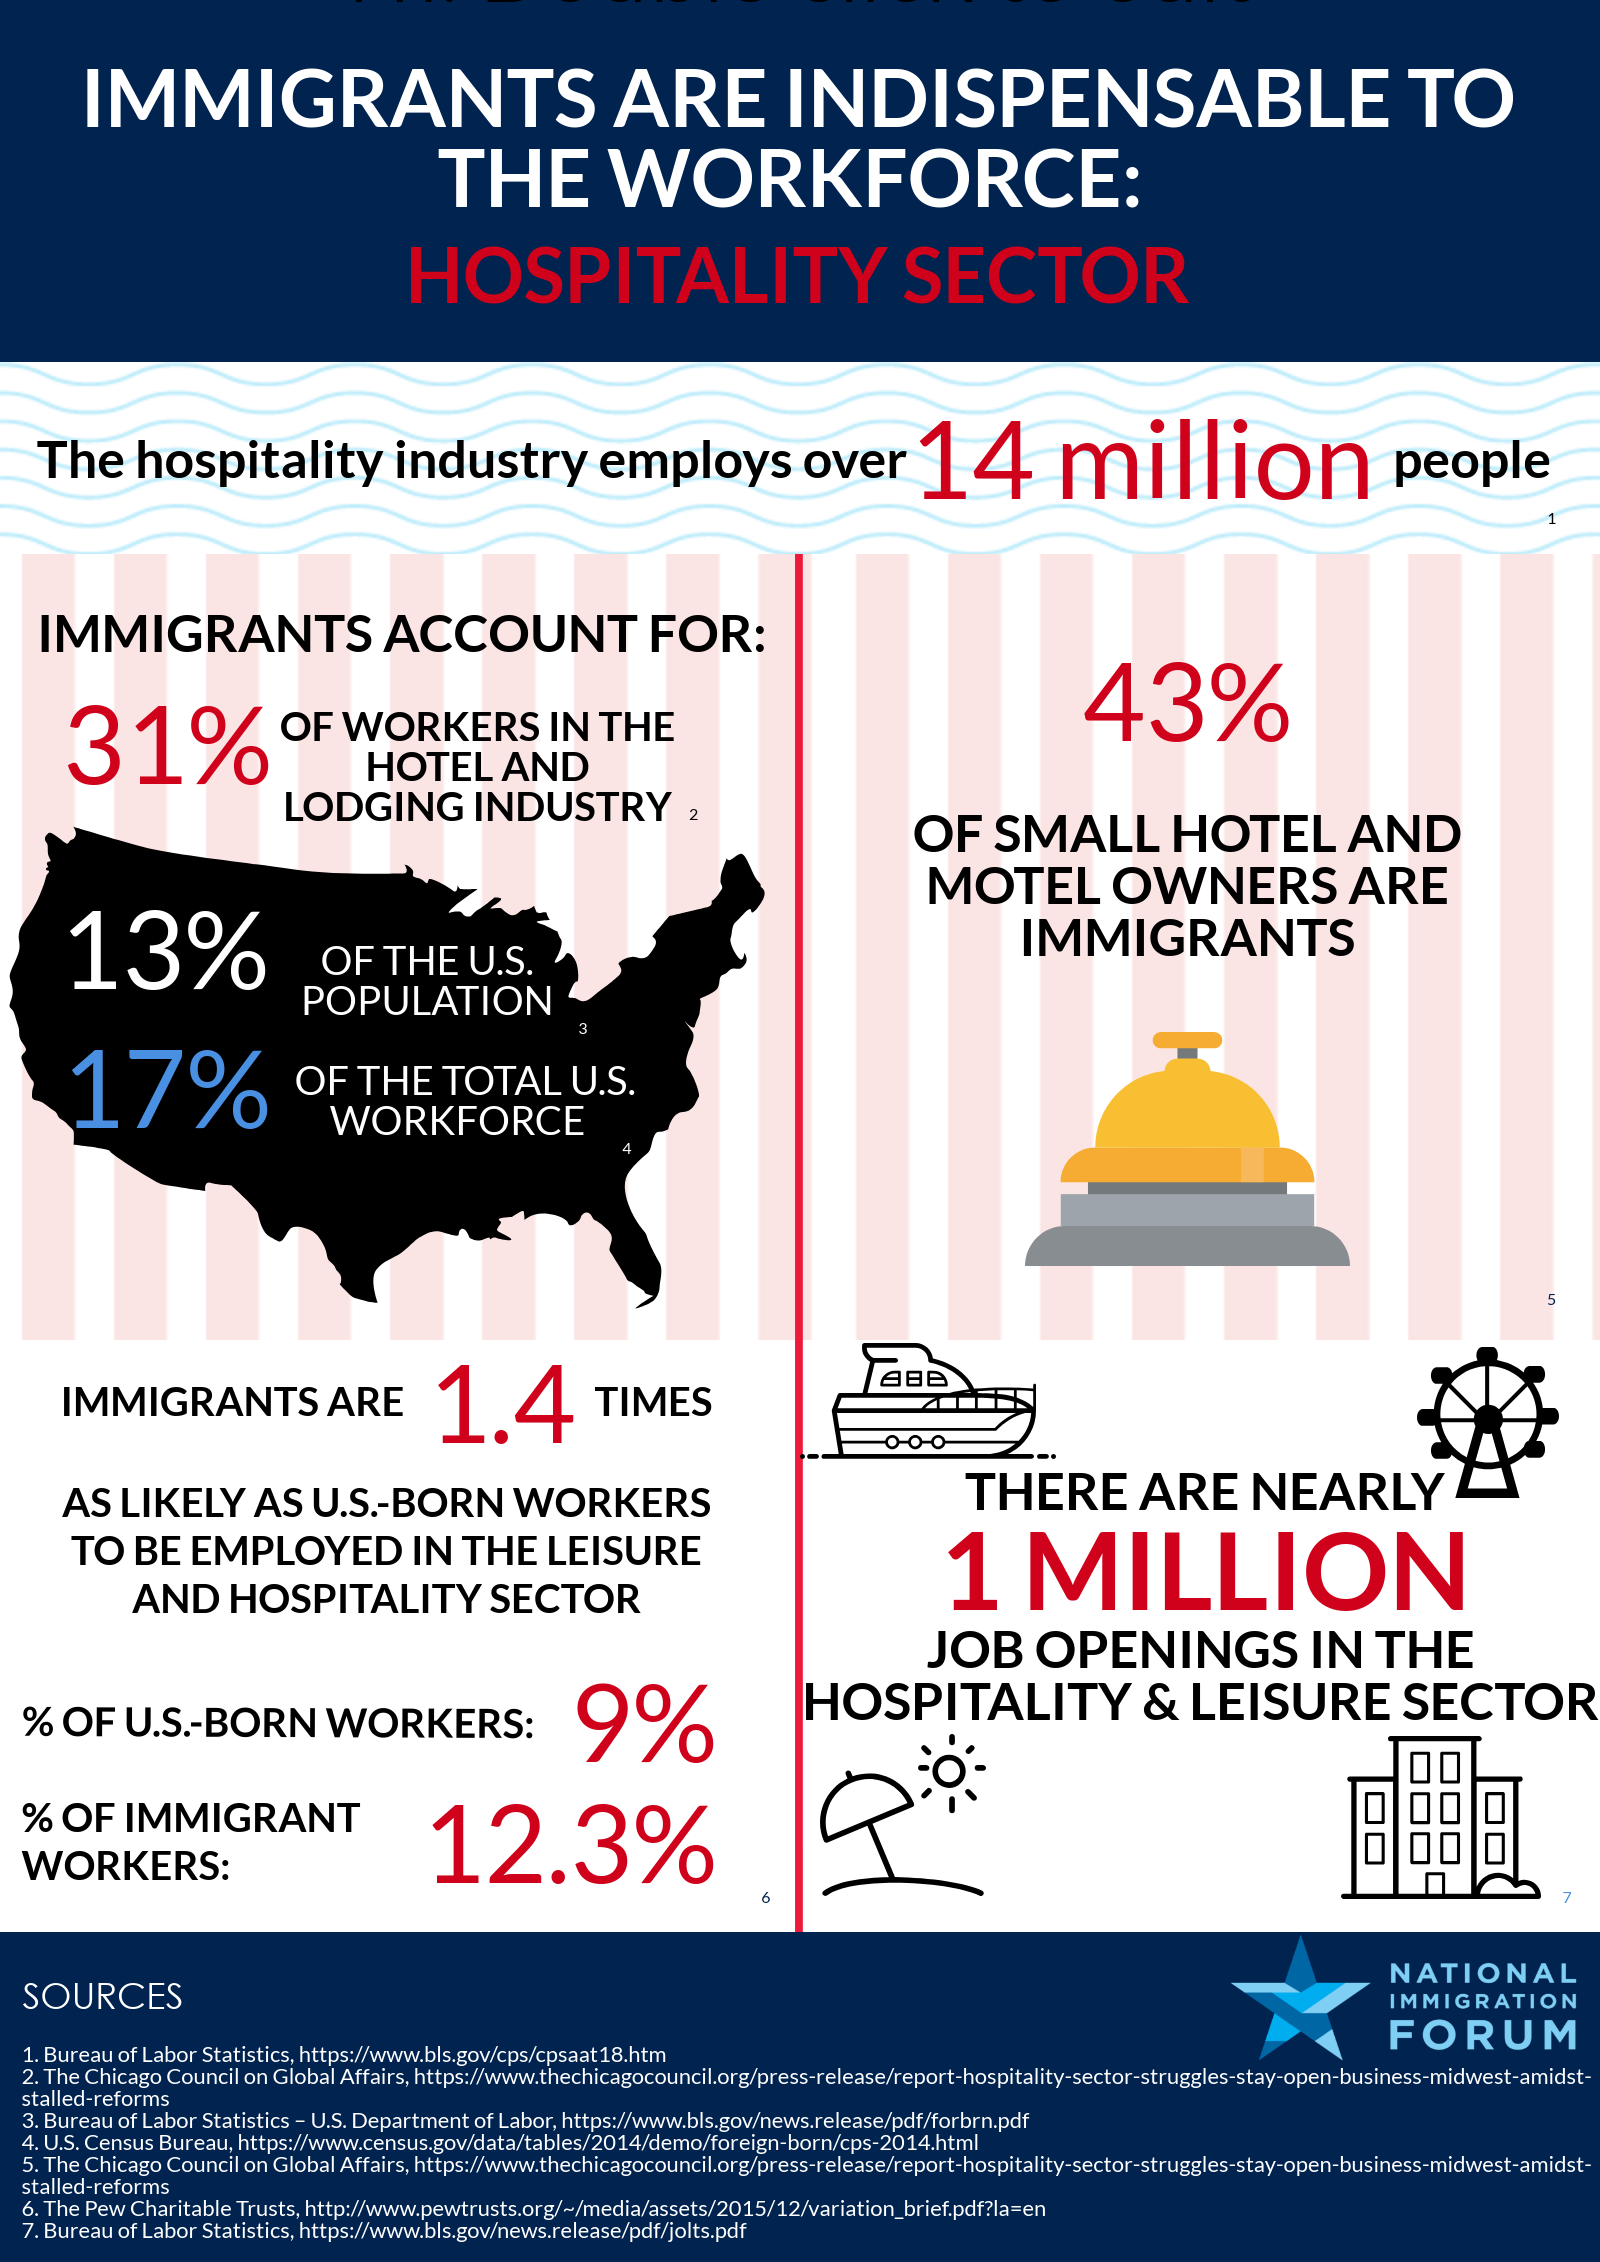 IMMIGRANTS ARE INDISPENSABLE TO
THE WORKFORCE:
HOSPITALITY SECTOR
The hospitality industry employs over 14 million people
1
IMMIGRANTS ACCOUNT FOR:
31% OF WORKERS IN THE
HOTEL AND
LODGING INDUSTRY 2
13% OF THE U.S.
POPULATION
3
17% OF THE TOTAL U.S.
WORKFORCE
4
43%
OF SMALL HOTEL AND
MOTEL OWNERS ARE
IMMIGRANTS
5
IMMIGRANTS ARE 1.4 TIMES
AS LIKELY AS U.S.-BORN WORKERS
TO BE EMPLOYED IN THE LEISURE
AND HOSPITALITY SECTOR
% OF U.S.-BORN WORKERS: 9%
% OF IMMIGRANT
WORKERS: 12.3%
6
THERE ARE NEARLY
1 MILLION
JOB OPENINGS IN THE
HOSPITALITY & LEISURE SECTOR
7
SOURCES
NATIONAL
IMMIGRATION
FORUM
1. Bureau of Labor Statistics, https://www.bls.gov/cps/cpsaat18.htm
2. The Chicago Council on Global Affairs, https://www.thechicagocouncil.org/press-release/report-hospitality-sector-struggles-stay-open-business-midwest-amidst-
stalled-reforms
3. Bureau of Labor Statistics – U.S. Department of Labor, https://www.bls.gov/news.release/pdf/forbrn.pdf
4. U.S. Census Bureau, https://www.census.gov/data/tables/2014/demo/foreign-born/cps-2014.html
5. The Chicago Council on Global Affairs, https://www.thechicagocouncil.org/press-release/report-hospitality-sector-struggles-stay-open-business-midwest-amidst-
stalled-reforms
6. The Pew Charitable Trusts, http://www.pewtrusts.org/~/media/assets/2015/12/variation_brief.pdf?la=en
7. Bureau of Labor Statistics, https://www.bls.gov/news.release/pdf/jolts.pdf